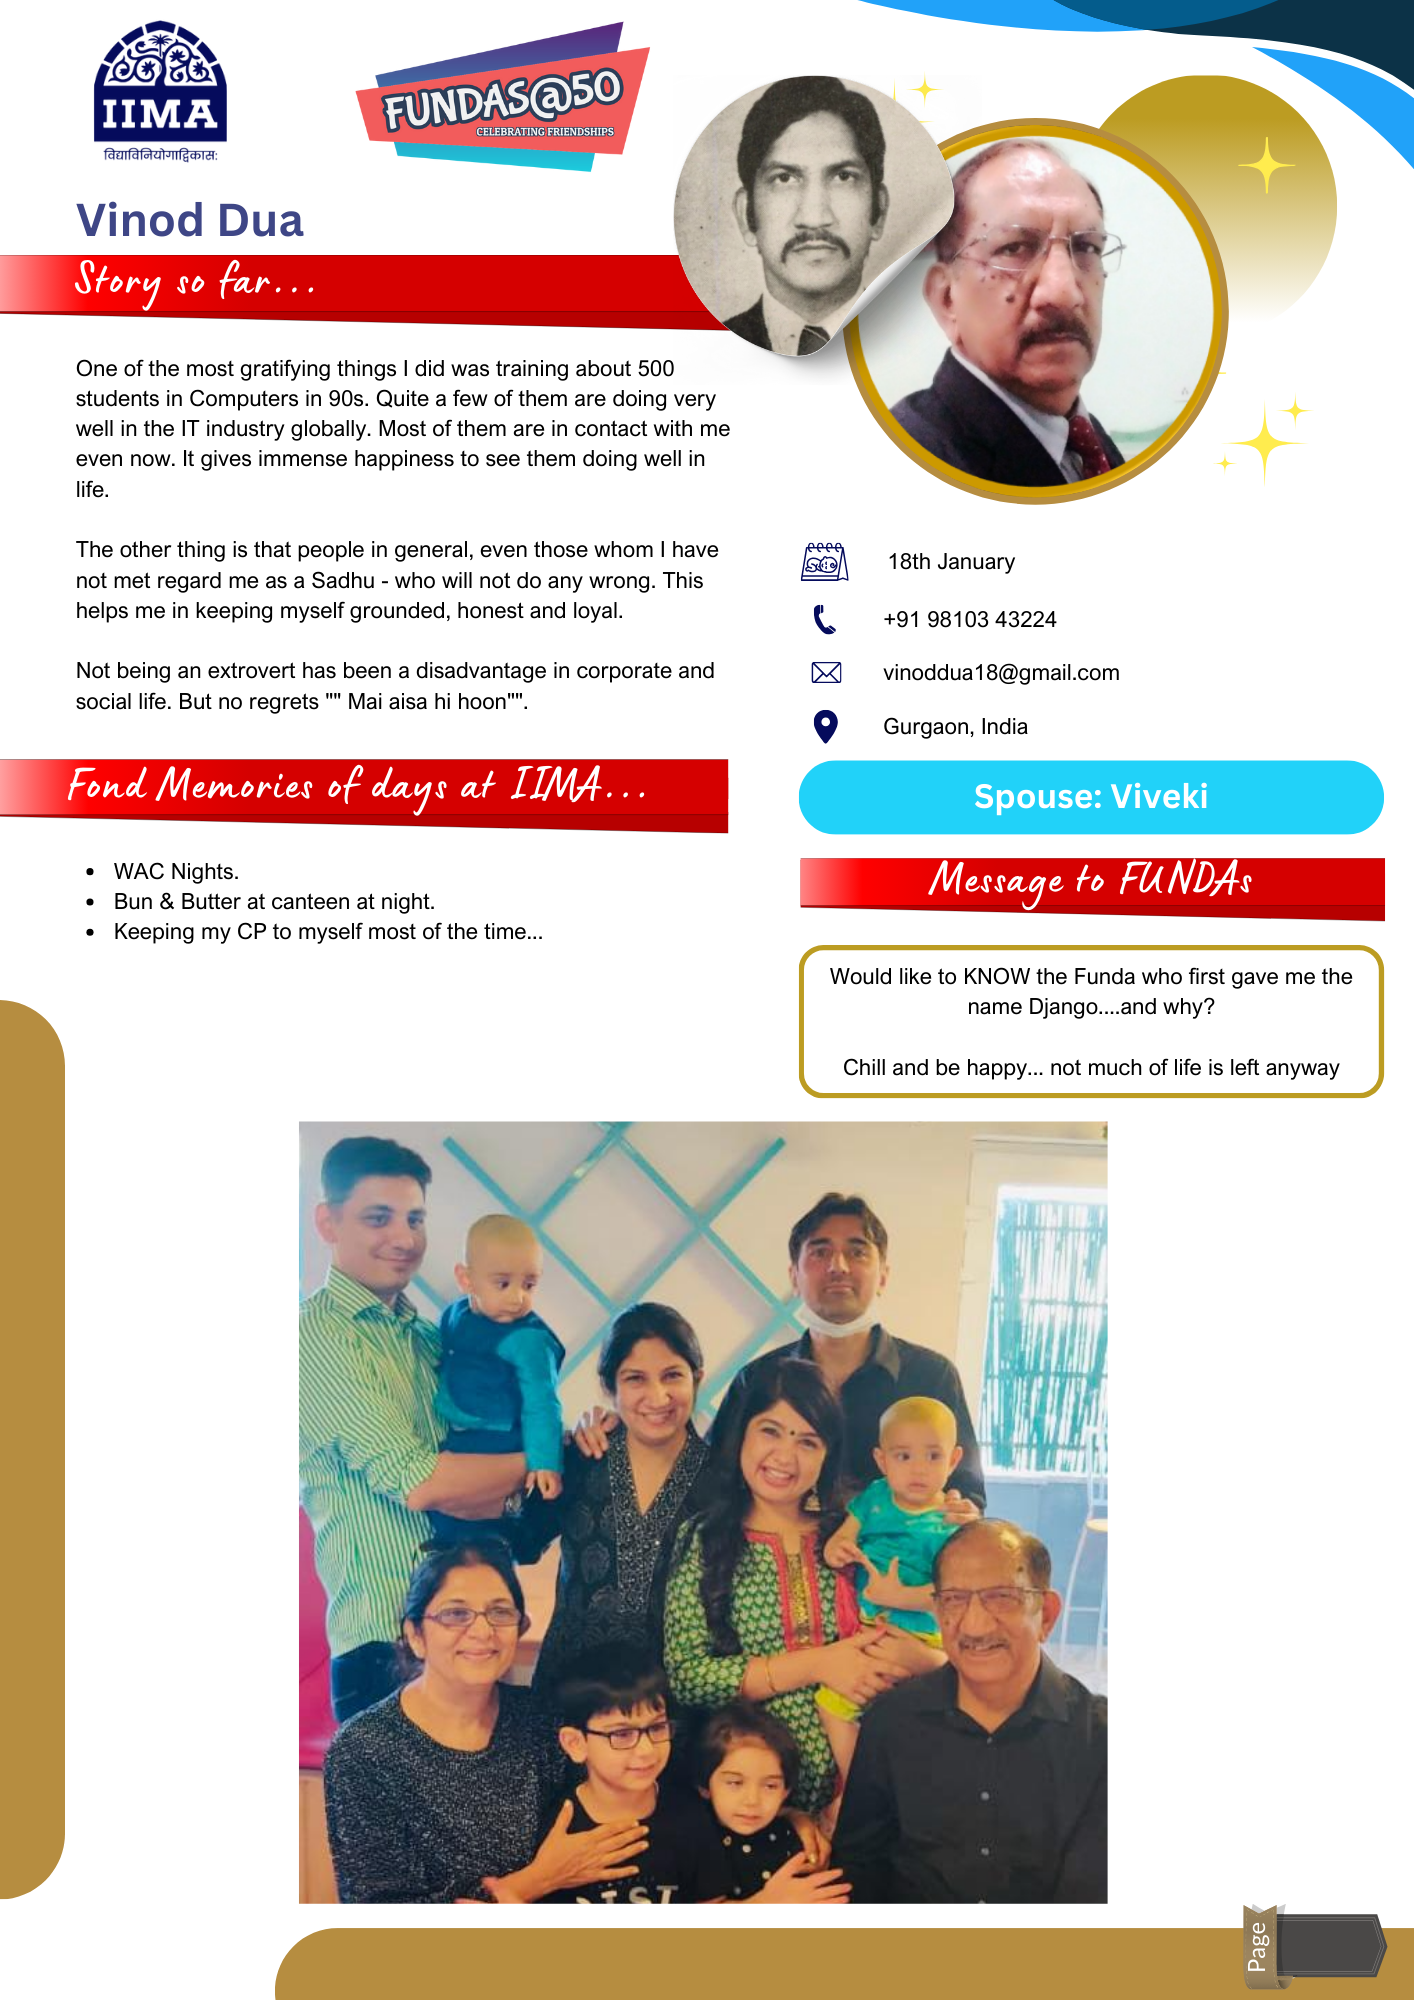 IIMA
विद्याविनियोगाद्विकासः
FUNDAS@50
CELEBRATING FRIENDSHIPS
Vinod Dua
Story so far...
One of the most gratifying things I did was training about 500
students in Computers in 90s. Quite a few of them are doing very
well in the IT industry globally. Most of them are in contact with me
even now. It gives immense happiness to see them doing well in
life.
The other thing is that people in general, even those whom I have
not met regard me as a Sadhu - who will not do any wrong. This
helps me in keeping myself grounded, honest and loyal.
Not being an extrovert has been a disadvantage in corporate and
social life. But no regrets "" Mai aisa hi hoon"".
Fond Memories of days at IIMA...
WAC Nights.
Bun & Butter at canteen at night.
Keeping my CP to myself most of the time...
18th January
+91 98103 43224
vinoddua18@gmail.com
Gurgaon, India
Spouse: Viveki
Message to FUNDAs
Would like to KNOW the Funda who first gave me the
name Django....and why?
Chill and be happy... not much of life is left anyway
Page